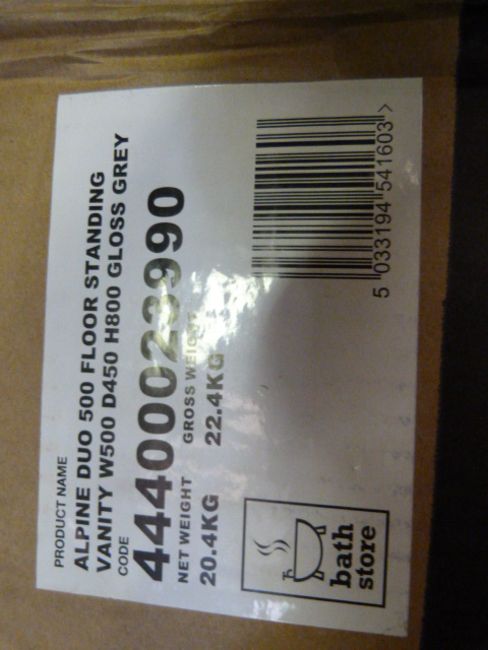 PRODUCT NAME
ALPINE DUO 500 FLOOR STANDING
VANITY W500 D450 H800 GLOSS GREY
CODE
44400023990
NET WEIGHT GROSS WEIGHT
20.4KG 22.4KG
bath
store
5 033194 541603 >